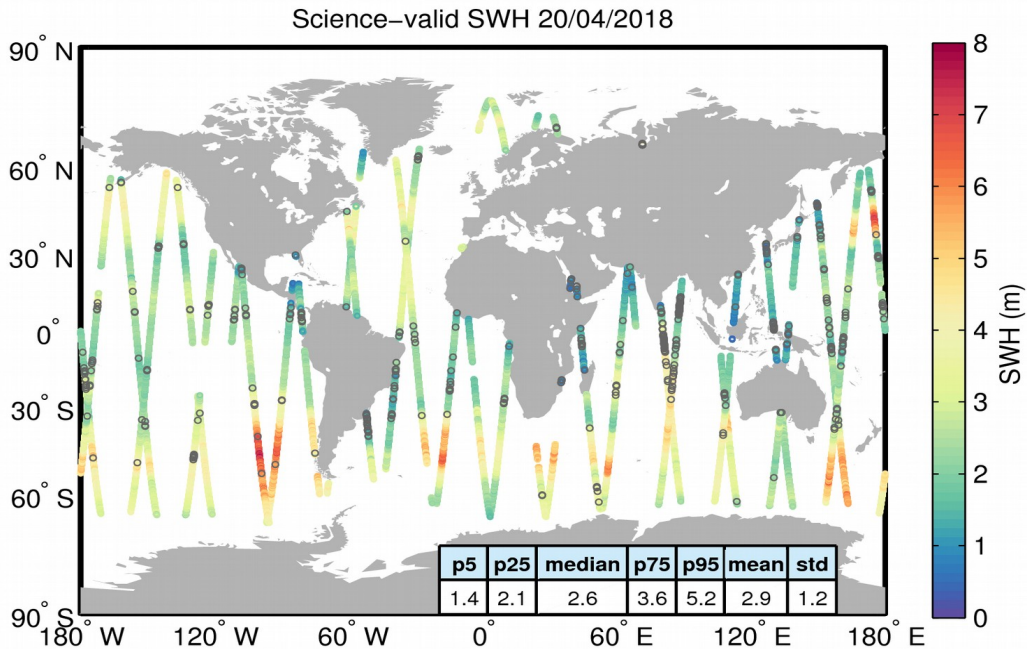 Science−valid SWH 20/04/2018
90° N
60° N
30° N
0°
30° S
60° S
90° S
180° W
120° W
60° W
0°
60° E
120° E
180° E
p5 p25 median p75 p95 mean std
1.4 2.1 2.6 3.6 5.2 2.9 1.2
8
7
6
5
4
3
2
1
0
SWH (m)